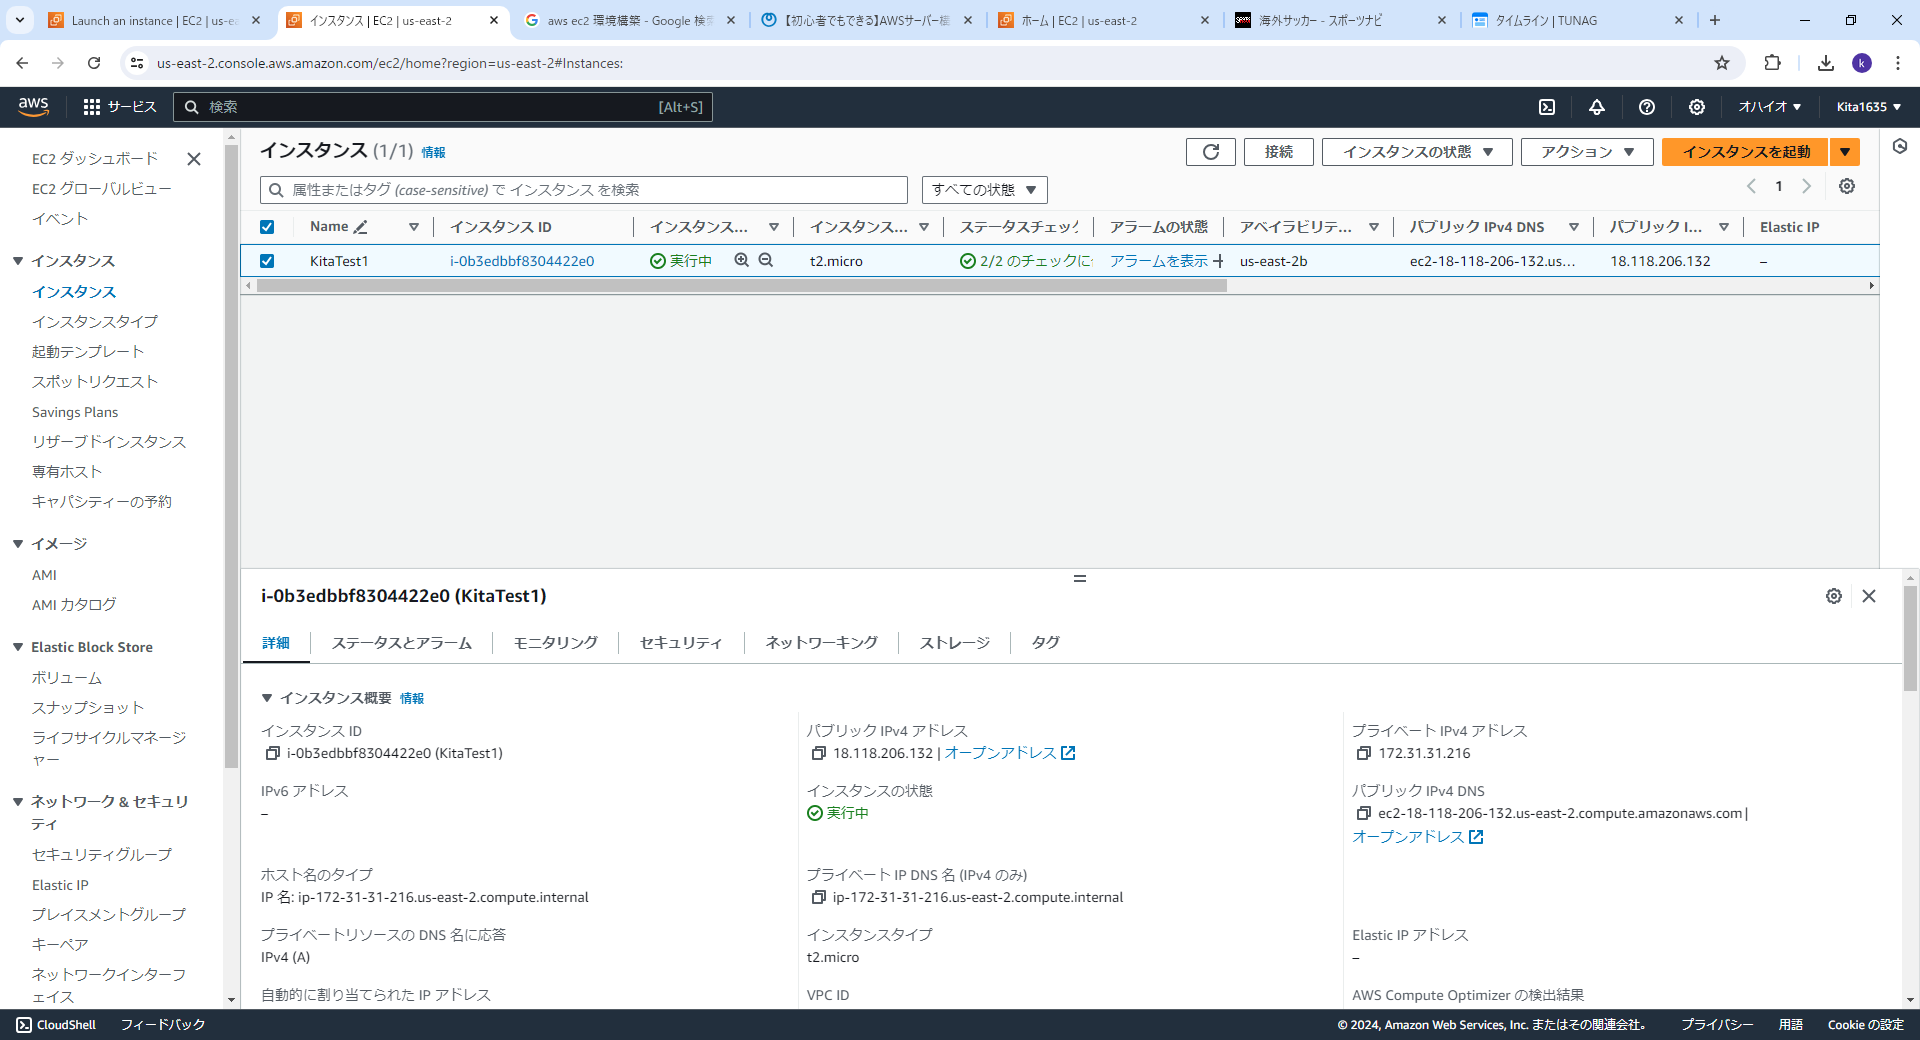 Launch an instance | EC2 | us-ea
インスタンス | EC2 | us-east-2
aws ec2 環境構築 - Google 検索
【初心者でもできる】AWSサーバー構
ホーム | EC2 | us-east-2
海外サッカー - スポーツナビ
タイムライン | TUNAG
us-east-2.console.aws.amazon.com/ec2/home?region=us-east-2#Instances:
k
aws
サービス
検索
[Alt+S]
オハイオ
Kita1635
EC2 ダッシュボード
EC2 グローバルビュー
イベント
インスタンス
インスタンス
インスタンスタイプ
起動テンプレート
スポットリクエスト
Savings Plans
リザーブドインスタンス
専有ホスト
キャパシティーの予約
イメージ
AMI
AMI カタログ
Elastic Block Store
ボリューム
スナップショット
ライフサイクルマネージ
ャー
ネットワーク & セキュリ
ティ
セキュリティグループ
Elastic IP
プレイスメントグループ
キーペア
ネットワークインターフ
ェイス
インスタンス (1/1) 情報
接続
インスタンスの状態
アクション
インスタンスを起動
属性またはタグ (case-sensitive) で インスタンス を検索
すべての状態
1
Name
インスタンス ID
インスタンス...
インスタンス...
ステータスチェック
アラームの状態
アベイラビリテ...
パブリック IPv4 DNS
パブリック I...
Elastic IP
KitaTest1
i-0b3edbbf8304422e0
実行中
t2.micro
2/2 のチェックに
アラームを表示
us-east-2b
ec2-18-118-206-132.us...
18.118.206.132
–
i-0b3edbbf8304422e0 (KitaTest1)
詳細
ステータスとアラーム
モニタリング
セキュリティ
ネットワーキング
ストレージ
タグ
インスタンス概要 情報
インスタンス ID
i-0b3edbbf8304422e0 (KitaTest1)
パブリック IPv4 アドレス
18.118.206.132 | オープンアドレス
プライベート IPv4 アドレス
172.31.31.216
IPv6 アドレス
–
インスタンスの状態
実行中
パブリック IPv4 DNS
ec2-18-118-206-132.us-east-2.compute.amazonaws.com |
オープンアドレス
ホスト名のタイプ
IP 名: ip-172-31-31-216.us-east-2.compute.internal
プライベート IP DNS 名 (IPv4 のみ)
ip-172-31-31-216.us-east-2.compute.internal
プライベートリソースの DNS 名に応答
IPv4 (A)
インスタンスタイプ
t2.micro
Elastic IP アドレス
–
自動的に割り当てられた IP アドレス
VPC ID
AWS Compute Optimizer の検出結果
CloudShell
フィードバック
© 2024, Amazon Web Services, Inc. またはその関連会社。
プライバシー
用語
Cookie の設定